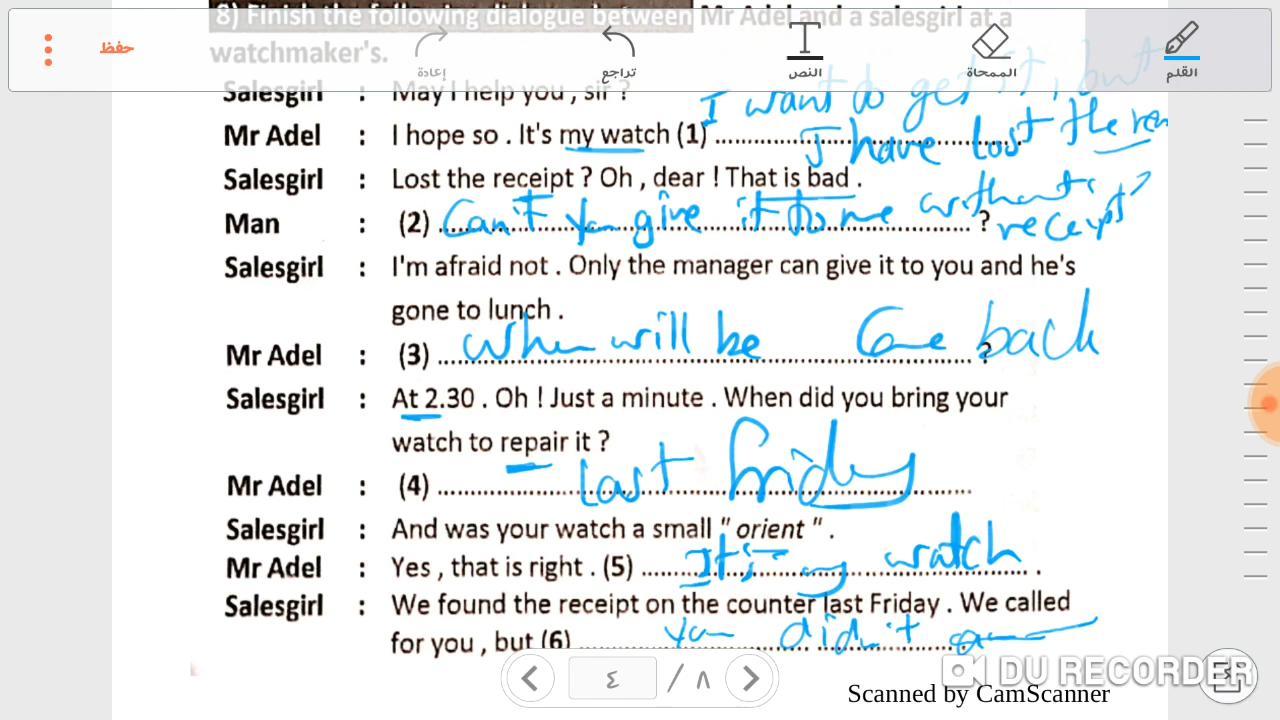 8) Finish the following dialogue between Mr Adel and a salesgirl at a
watchmaker's.
حفظ
إعادة
تراجع
النص
الممحاة
القلم
Salesgirl : May I help you , sir ?
I want to get it, but
Mr Adel : I hope so . It's my watch (1) ........ I have lost the
Salesgirl : Lost the receipt ? Oh , dear ! That is bad .
Man : (2) Can't you give it to me without receipt ?
Salesgirl : I'm afraid not . Only the manager can give it to you and he's
gone to lunch .
Mr Adel : (3) When will be come back ?
Salesgirl : At 2.30 . Oh ! Just a minute . When did you bring your
watch to repair it ?
Mr Adel : (4) last friday
Salesgirl : And was your watch a small " orient " .
Mr Adel : Yes , that is right . (5) It's my watch .
Salesgirl : We found the receipt on the counter last Friday . We called
for you , but (6) you didn't
٤ / ٨
DU RECORDER
Scanned by CamScanner